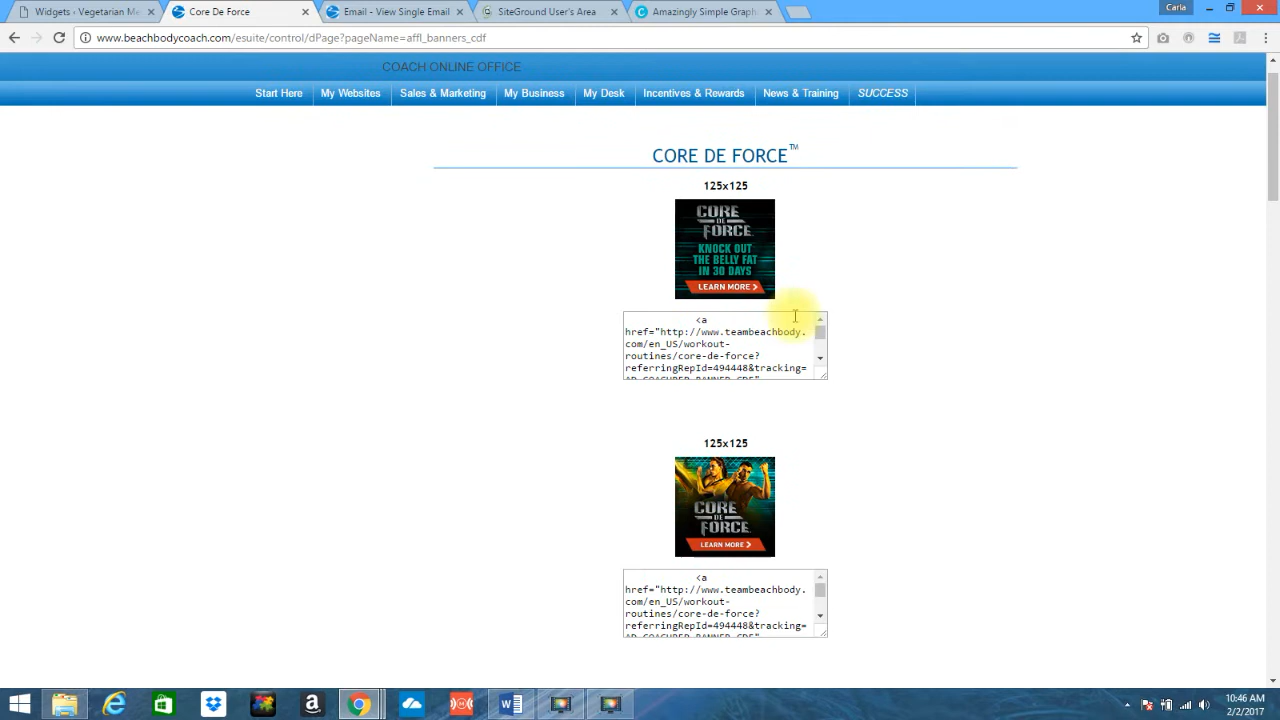 Widgets ‹ Vegetarian Me
Core De Force
Email - View Single Email
SiteGround User's Area
Amazingly Simple Graph
Carla
www.beachbodycoach.com/esuite/control/dPage?pageName=affl_banners_cdf
COACH ONLINE OFFICE
Start Here
My Websites
Sales & Marketing
My Business
My Desk
Incentives & Rewards
News & Training
SUCCESS
CORE DE FORCE™
125x125
CORE
DE
FORCE
KNOCK OUT
THE BELLY FAT
IN 30 DAYS
LEARN MORE >
<a
href="http://www.teambeachbody.
com/en_US/workout-
routines/core-de-force?
referringRepId=494448&tracking=
AD_COACHREP_BANNER_CDF"
125x125
CORE
DE
FORCE
LEARN MORE >
<a
href="http://www.teambeachbody.
com/en_US/workout-
routines/core-de-force?
referringRepId=494448&tracking=
AD_COACHREP_BANNER_CDF"
10:46 AM
2/2/2017